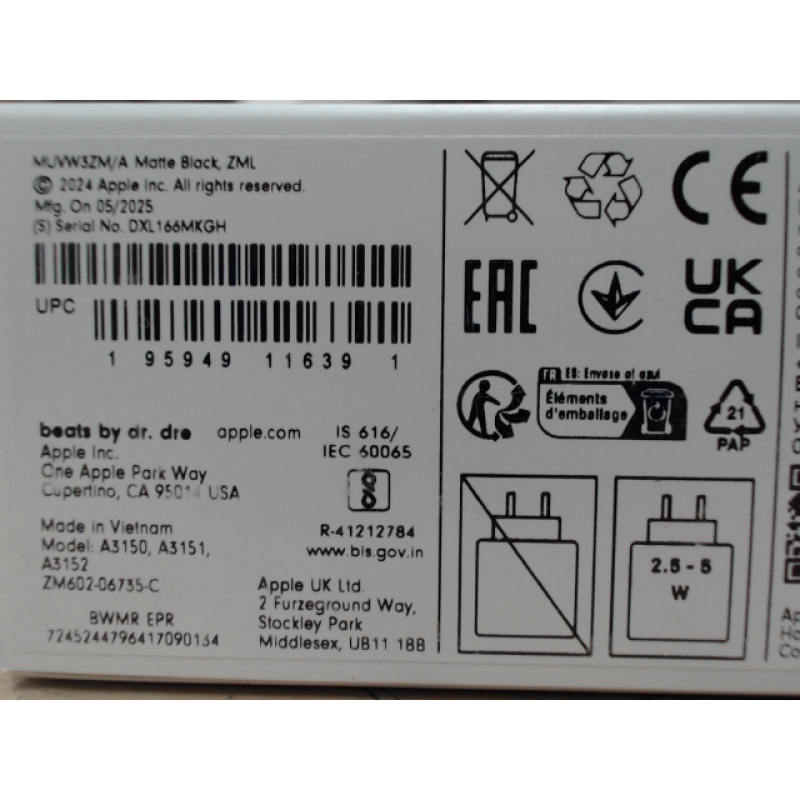 MUVW3ZM/A Matte Black, ZML
© 2024 Apple Inc. All rights reserved.
Mfg. On 05/2025
(S) Serial No. DXL166MKGH
UPC
1 95949 11639 1
beats by dr. dre apple.com
Apple Inc.
One Apple Park Way
Cupertino, CA 95014 USA
IS 616/
IEC 60065
R-41212784
www.bis.gov.in
Made in Vietnam
Model: A3150, A3151,
A3152
ZM602-06735-C
BWMR EPR
7245244796417090134
Apple UK Ltd.
2 Furzeground Way,
Stockley Park
Middlesex, UB11 1BB
CE
EAC
UK
CA
FR ES: Envase al azul
Éléments
d'emballage
21
PAP
2.5 - 5
W